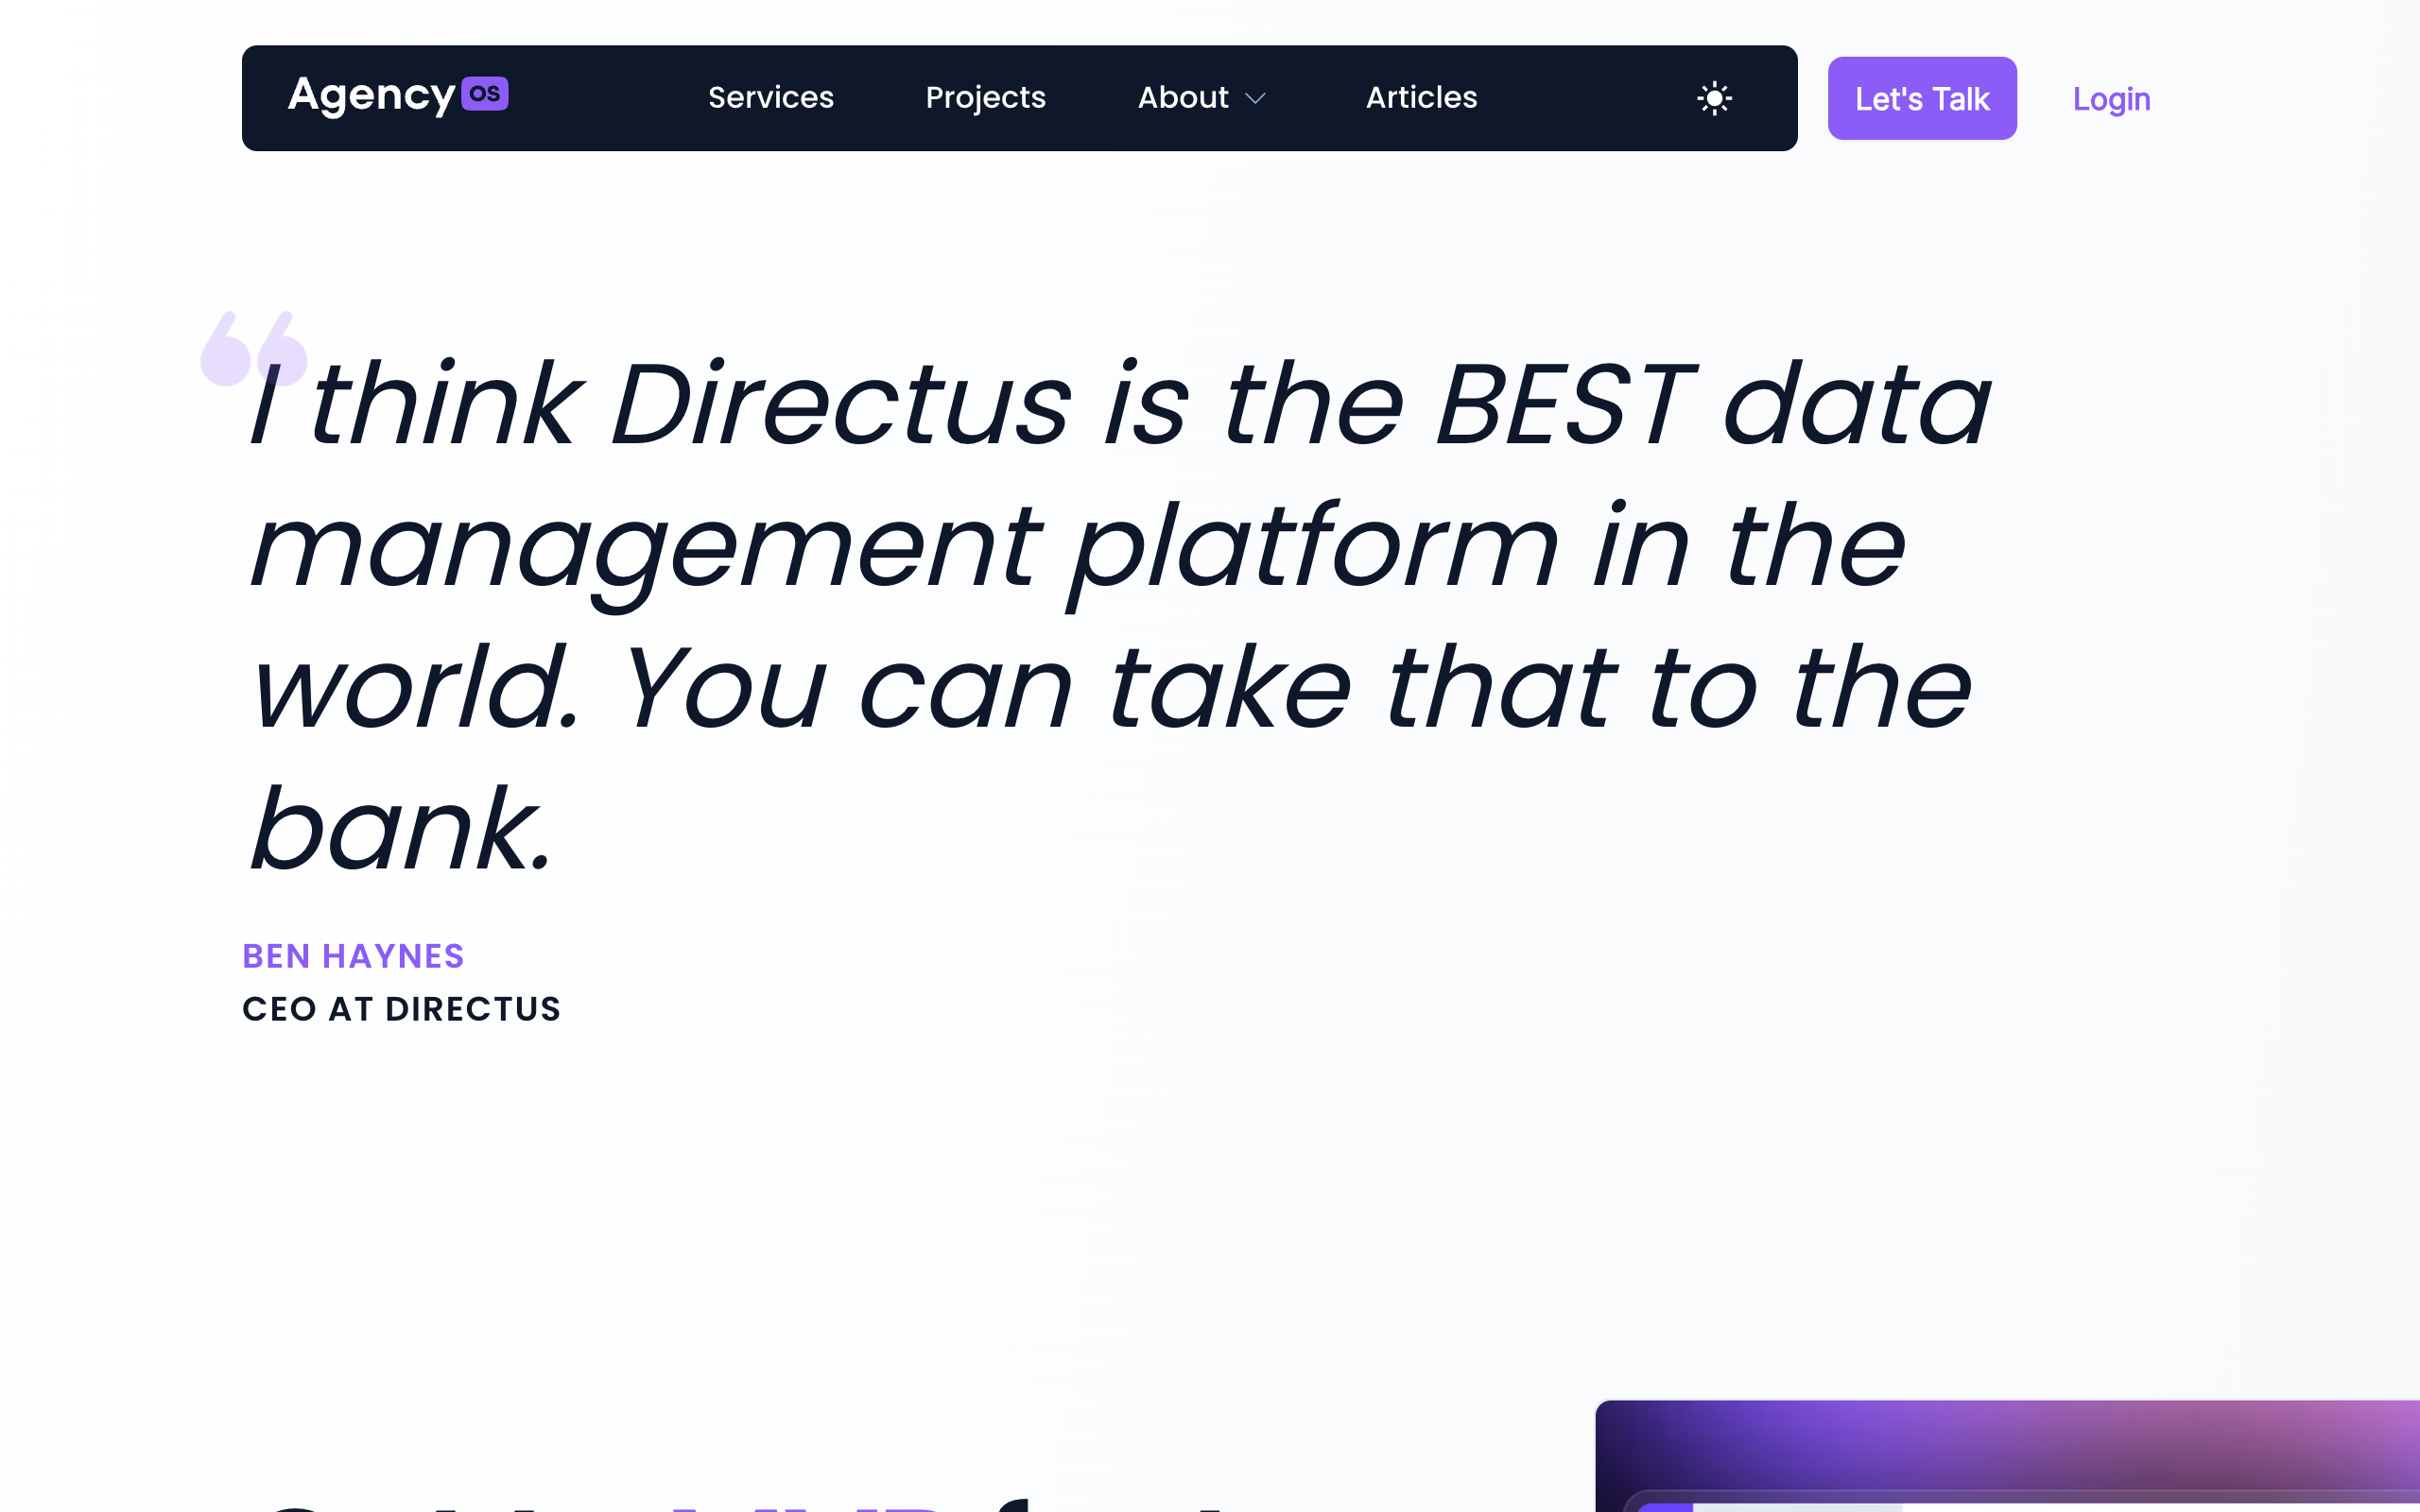 Agency OS
Services
Projects
About
Articles
Let's Talk
Login
“I think Directus is the BEST data
management platform in the
world. You can take that to the
bank.
BEN HAYNES
CEO AT DIRECTUS